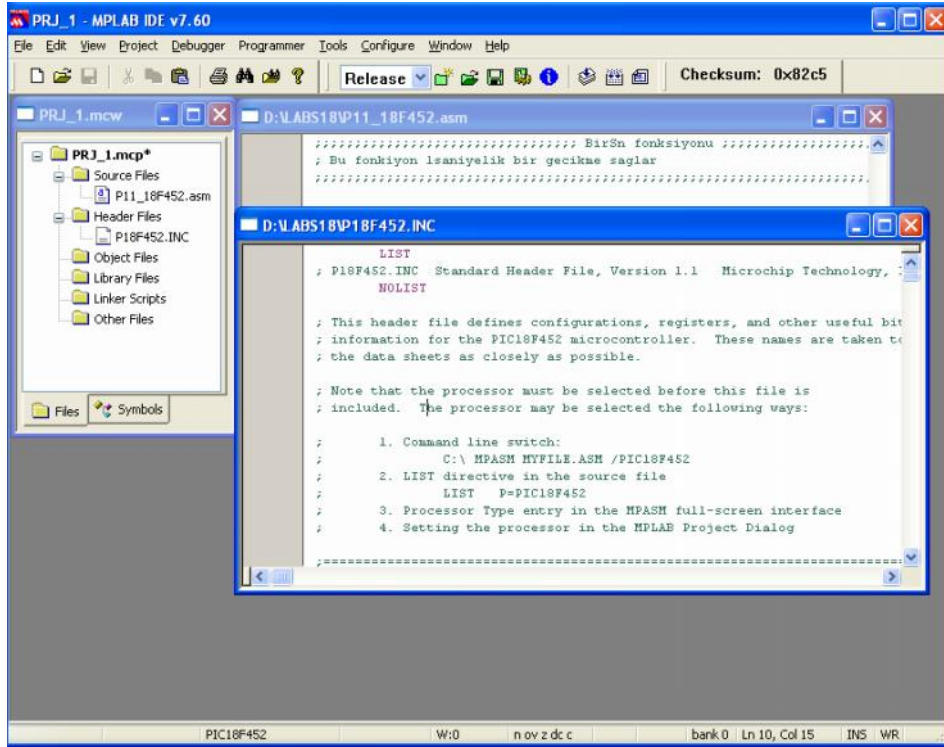 PRJ_1 - MPLAB IDE v7.60
File Edit View Project Debugger Programmer Tools Configure Window Help
Release Checksum: 0x82c5
PRJ_1.mcw
PRJ_1.mcp*
Source Files
P11_18F452.asm
Header Files
P18F452.INC
Object Files
Library Files
Linker Scripts
Other Files
Files Symbols
D:\LABS18\P11_18F452.asm
;;;;;;;;;;;;;;;;;;;;;;;;;;;;;;;; BirSn fonksiyonu ;;;;;;;;;;;;;;;;;;
; Bu fonkiyon 1saniyelik bir gecikme saglar
;;;;;;;;;;;;;;;;;;;;;;;;;;;;;;;;;;;;;;;;;;;;;;;;;;;;;;;;;;;;;;;;;;;;
D:\LABS18\P18F452.INC
LIST
; P18F452.INC Standard Header File, Version 1.1 Microchip Technology,
NOLIST
; This header file defines configurations, registers, and other useful bit
; information for the PIC18F452 microcontroller. These names are taken to
; the data sheets as closely as possible.
; Note that the processor must be selected before this file is
; included. The processor may be selected the following ways:
; 1. Command line switch:
; C:\ MPASM MYFILE.ASM /PIC18F452
; 2. LIST directive in the source file
; LIST P=PIC18F452
; 3. Processor Type entry in the MPASM full-screen interface
; 4. Setting the processor in the MPLAB Project Dialog
;==========================================================================
PIC18F452 W:0 n ov z dc c bank 0 Ln 10, Col 15 INS WR